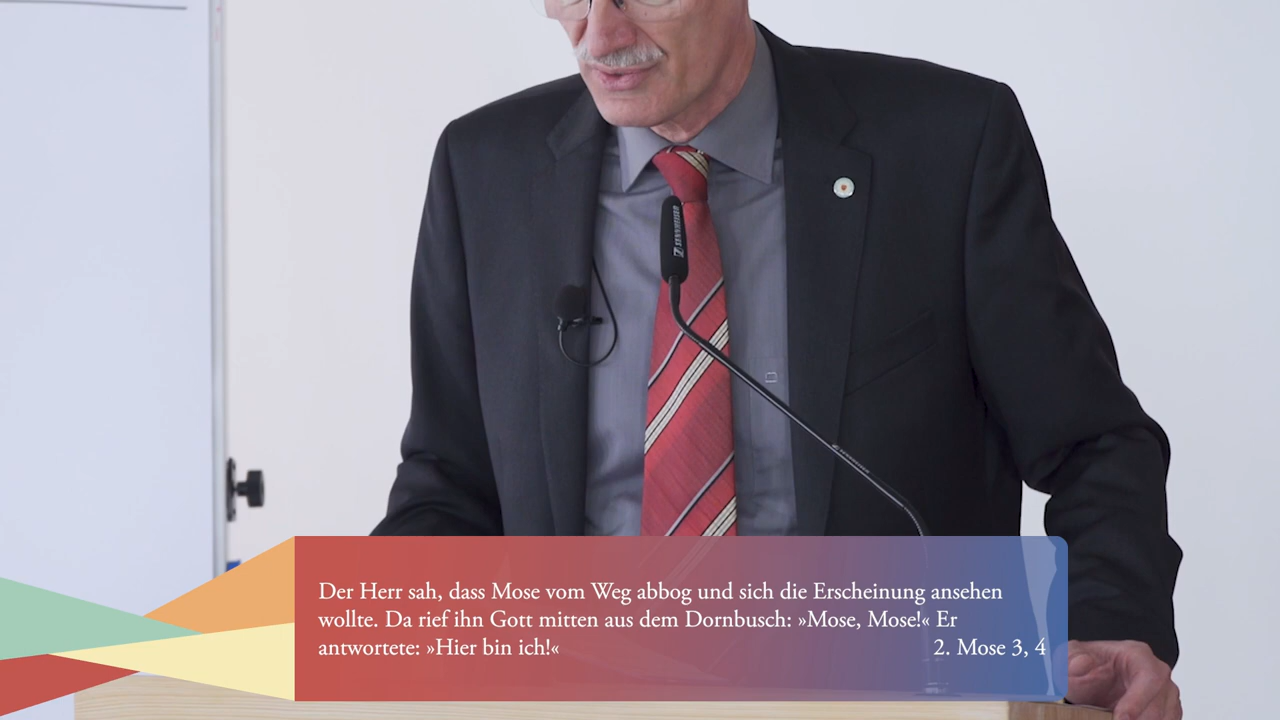 SENNHEISER
Der Herr sah, dass Mose vom Weg abbog und sich die Erscheinung ansehen
wollte. Da rief ihn Gott mitten aus dem Dornbusch: »Mose, Mose!« Er
antwortete: »Hier bin ich!« 2. Mose 3, 4